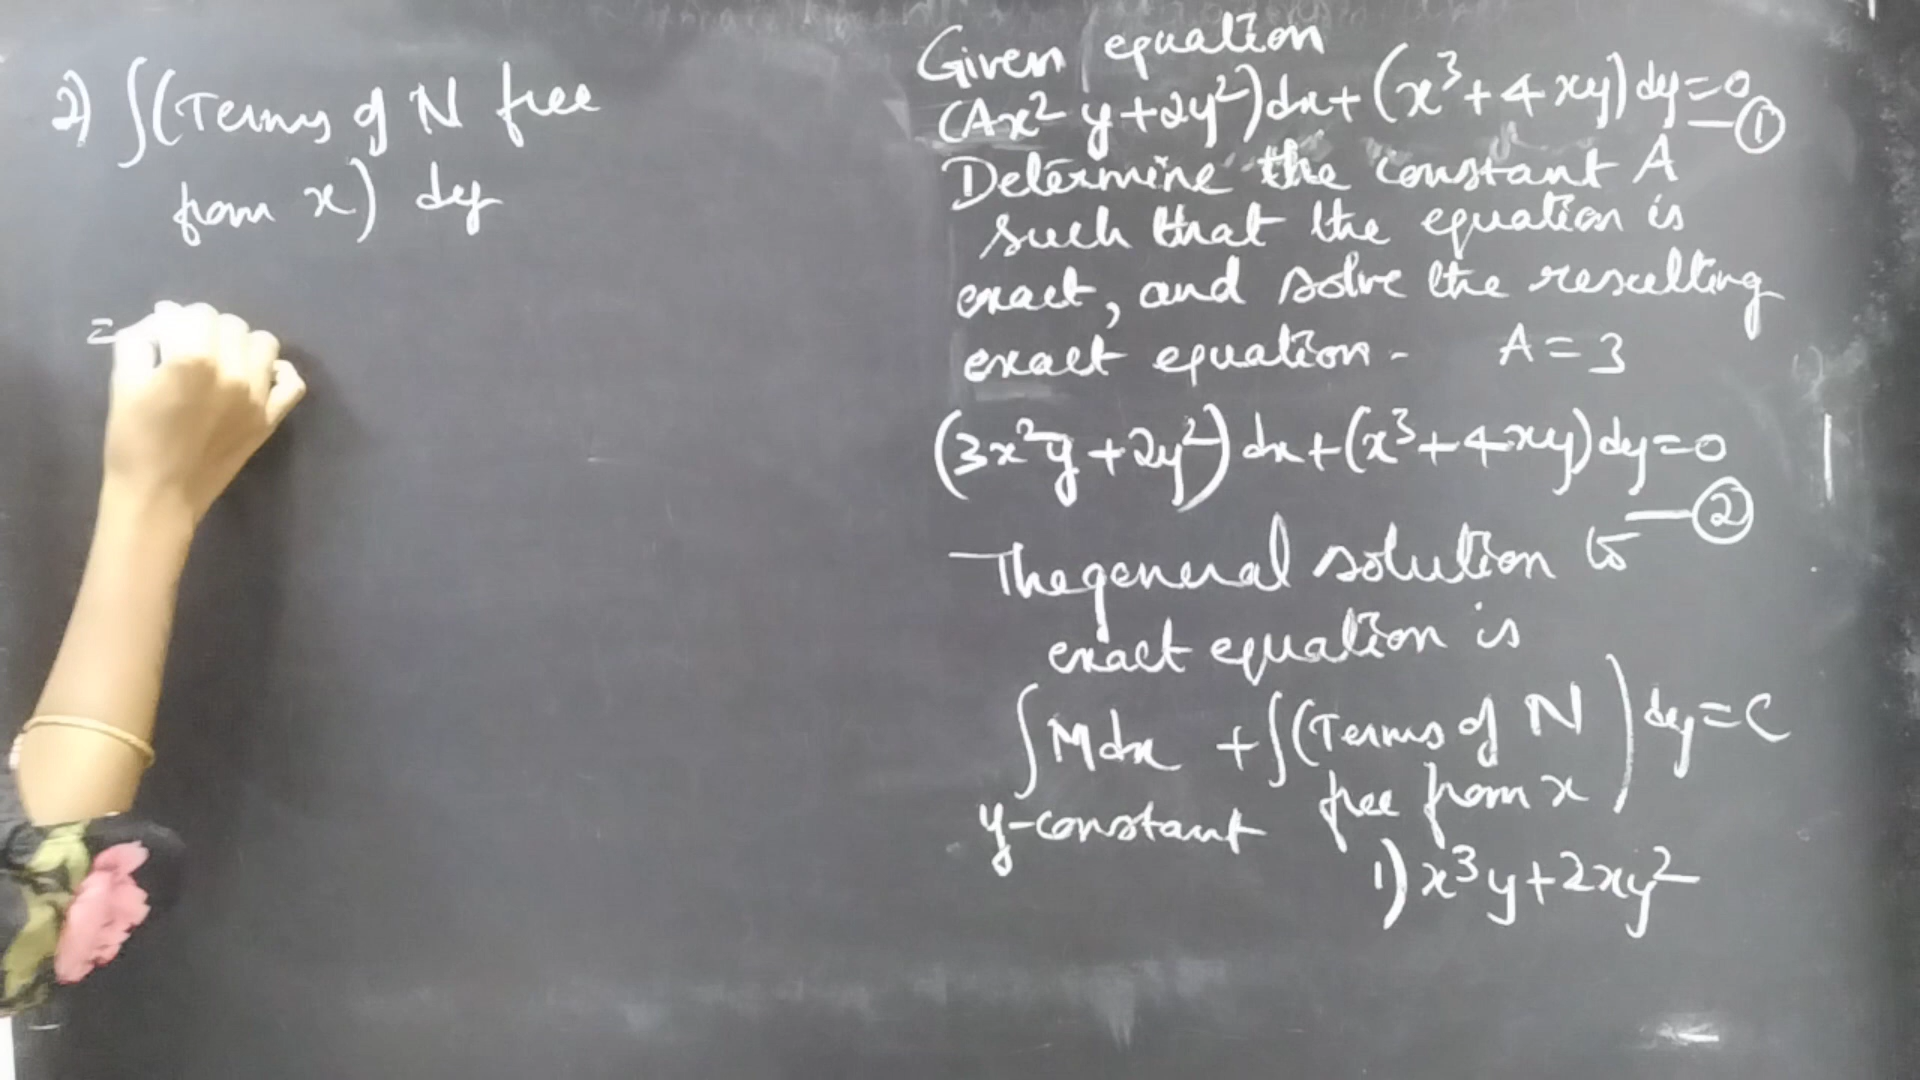 2) ∫(Terms of N free
from x) dy
=
Given equation
(Ax² y + 2y²)dx + (x³ + 4xy)dy = 0 — ①
Determine the constant A
such that the equation is
exact, and solve the resulting
exact equation - A = 3
(3x²y + 2y²) dx + (x³ + 4xy)dy = 0
— ②
The general solution to
exact equation is
∫Mdx + ∫(Terms of N) dy = C
y-constant free from x
1) x³y + 2xy²